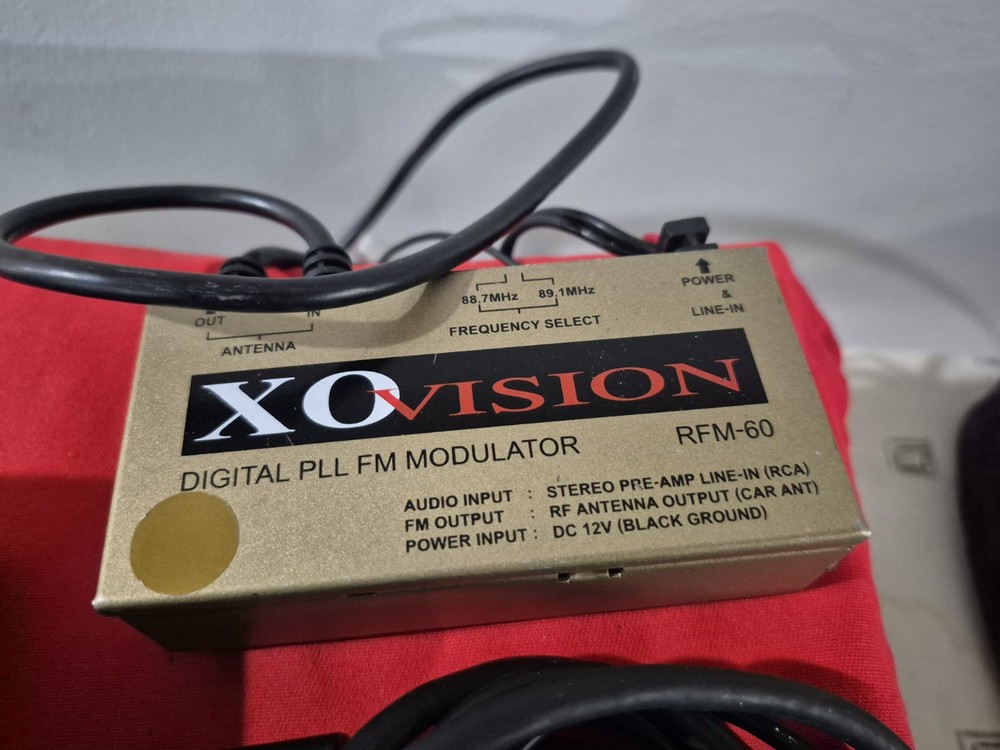 88.7MHz 89.1MHz
FREQUENCY SELECT
POWER
&
LINE-IN
OUT IN
ANTENNA
XOVISION
DIGITAL PLL FM MODULATOR
RFM-60
AUDIO INPUT : STEREO PRE-AMP LINE-IN (RCA)
FM OUTPUT : RF ANTENNA OUTPUT (CAR ANT)
POWER INPUT : DC 12V (BLACK GROUND)